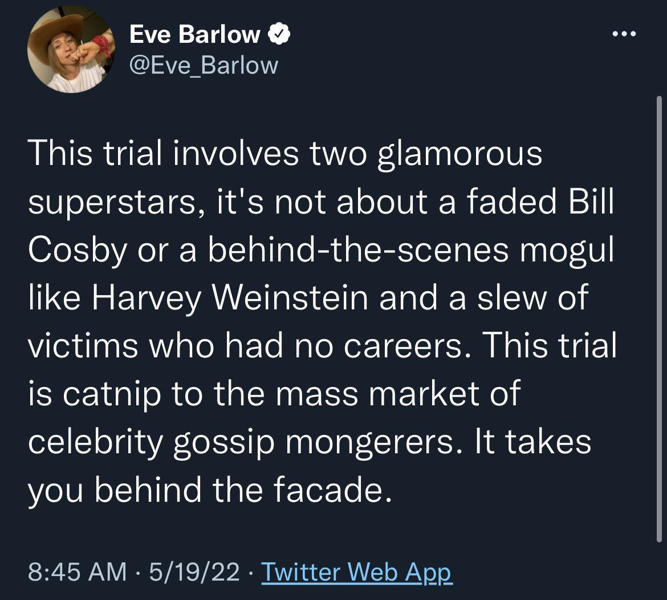 Eve Barlow
@Eve_Barlow
This trial involves two glamorous
superstars, it's not about a faded Bill
Cosby or a behind-the-scenes mogul
like Harvey Weinstein and a slew of
victims who had no careers. This trial
is catnip to the mass market of
celebrity gossip mongerers. It takes
you behind the facade.
8:45 AM · 5/19/22 · Twitter Web App